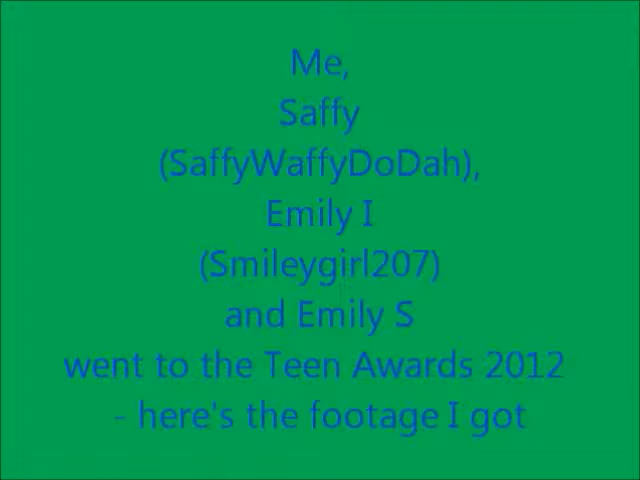 Me,
Saffy
(SaffyWaffyDoDah),
Emily I
(Smileygirl207)
and Emily S
went to the Teen Awards 2012
- here's the footage I got